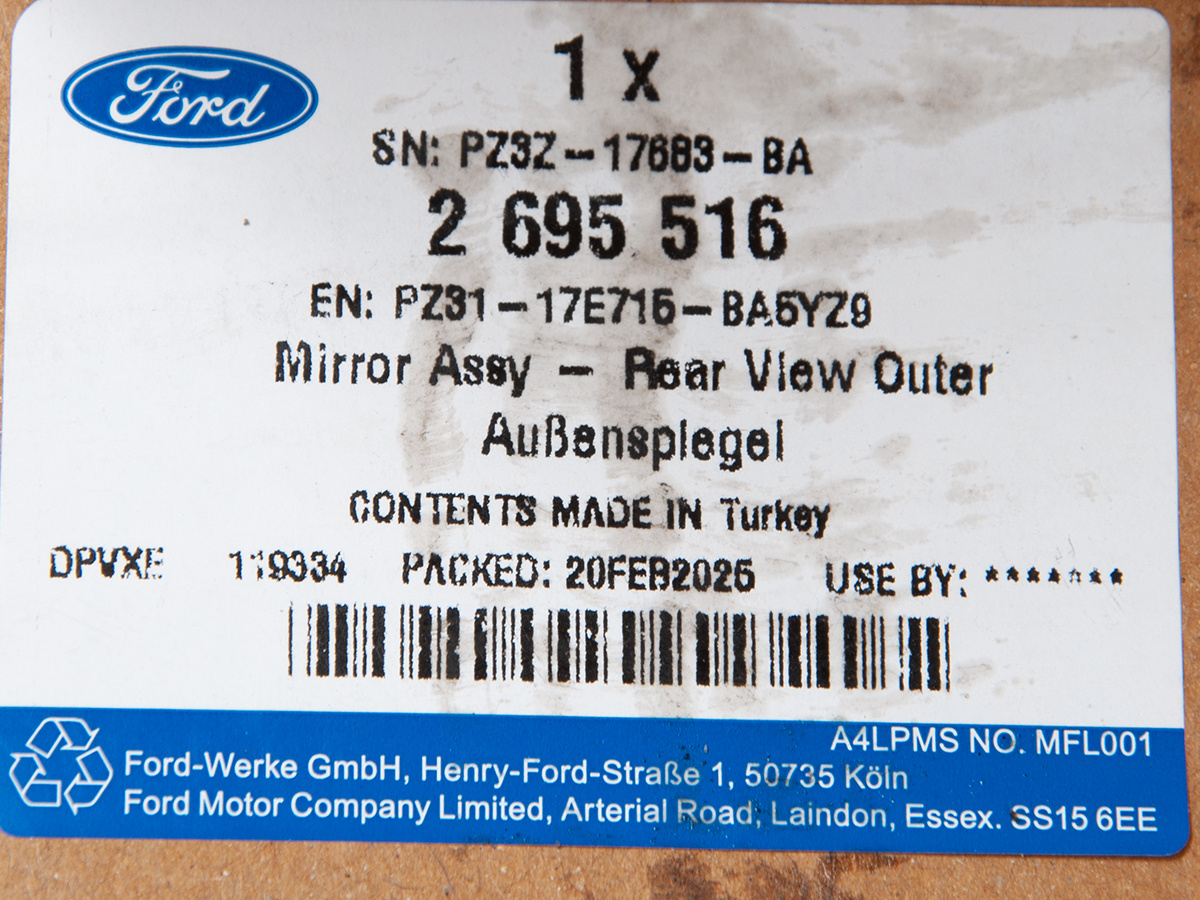 Ford
1 x
SN: PZ3Z-17683-BA
2 695 516
EN: PZ31-17E716-BA5YZ9
Mirror Assy - Rear View Outer
Außenspiegel
CONTENTS MADE IN Turkey
DPVXE 119334 PACKED: 20FEB2025 USE BY: *******
A4LPMS NO. MFL001
Ford-Werke GmbH, Henry-Ford-Straße 1, 50735 Köln
Ford Motor Company Limited, Arterial Road, Laindon, Essex. SS15 6EE